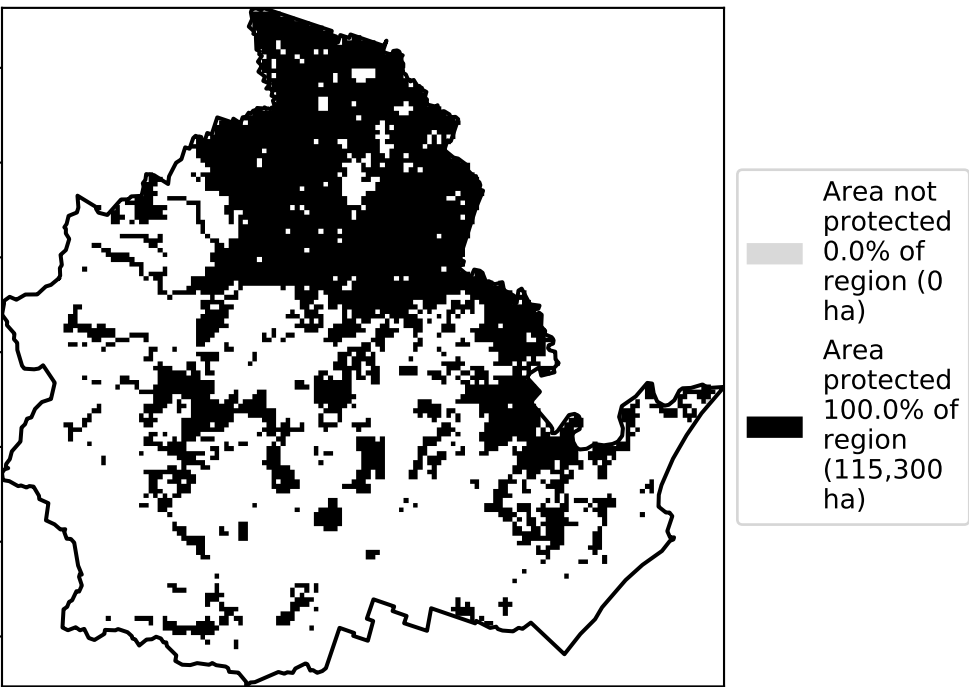 Area not
protected
0.0% of
region (0
ha)
Area
protected
100.0% of
region
(115,300
ha)